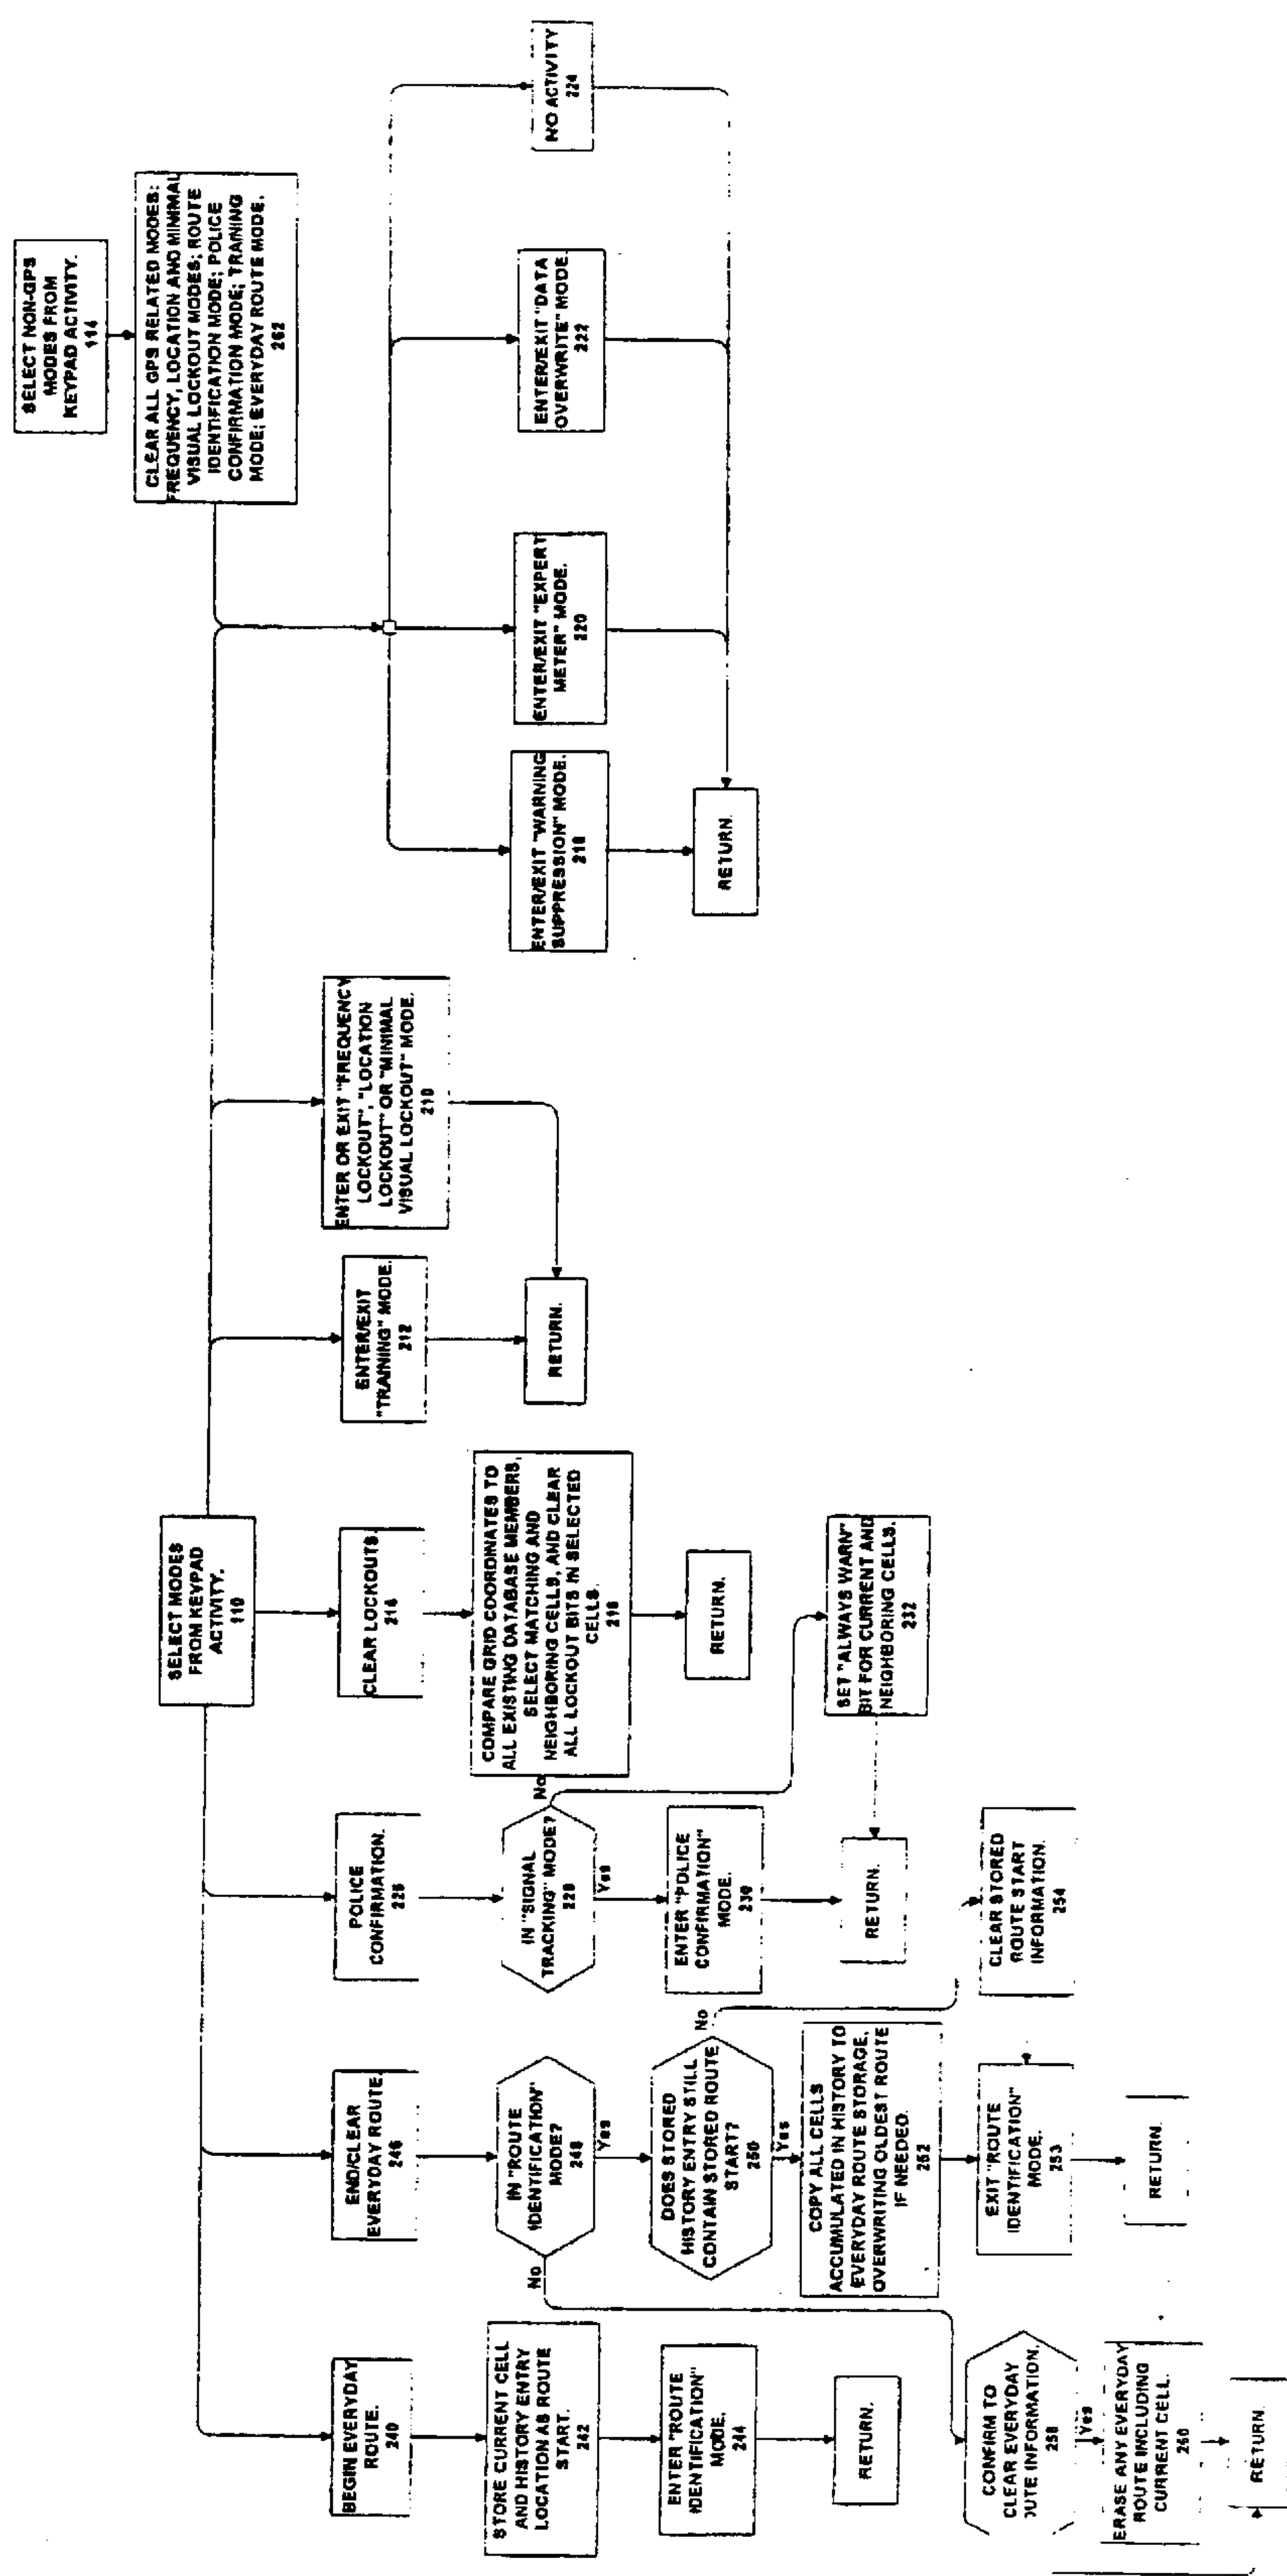 SELECT NON-GPS
MODES FROM
KEYPAD ACTIVITY.
114
CLEAR ALL GPS RELATED MODES:
FREQUENCY, LOCATION AND MINIMAL
VISUAL LOCKOUT MODES; ROUTE
IDENTIFICATION MODE; POLICE
CONFIRMATION MODE; TRAINING
MODE; EVERYDAY ROUTE MODE.
262
SELECT MODES
FROM KEYPAD
ACTIVITY.
110
BEGIN EVERYDAY
ROUTE.
240
STORE CURRENT CELL
AND HISTORY ENTRY
LOCATION AS ROUTE
START.
242
ENTER "ROUTE
IDENTIFICATION"
MODE.
244
RETURN.
END/CLEAR
EVERYDAY ROUTE.
246
IN "ROUTE
IDENTIFICATION"
MODE?
248
No
Yes
DOES STORED
HISTORY ENTRY STILL
CONTAIN STORED ROUTE
START?
250
No
Yes
COPY ALL CELLS
ACCUMULATED IN HISTORY TO
EVERYDAY ROUTE STORAGE,
OVERWRITING OLDEST ROUTE
IF NEEDED.
252
EXIT "ROUTE
IDENTIFICATION"
MODE.
253
RETURN.
CLEAR STORED
ROUTE START
INFORMATION.
254
CONFIRM TO
CLEAR EVERYDAY
OUTE INFORMATION.
258
Yes
ERASE ANY EVERYDAY
ROUTE INCLUDING
CURRENT CELL.
260
RETURN.
POLICE
CONFIRMATION.
226
IN "SIGNAL
TRACKING" MODE?
228
No
Yes
ENTER "POLICE
CONFIRMATION"
MODE.
230
RETURN.
SET "ALWAYS WARN"
BIT FOR CURRENT AND
NEIGHBORING CELLS.
232
CLEAR LOCKOUTS.
214
COMPARE GRID COORDINATES TO
ALL EXISTING DATABASE MEMBERS,
SELECT MATCHING AND
NEIGHBORING CELLS, AND CLEAR
ALL LOCKOUT BITS IN SELECTED
CELLS.
216
RETURN.
ENTER/EXIT
"TRAINING" MODE.
212
RETURN.
ENTER OR EXIT "FREQUENCY
LOCKOUT", "LOCATION
LOCKOUT" OR "MINIMAL
VISUAL LOCKOUT" MODE.
210
ENTER/EXIT "WARNING
SUPPRESSION" MODE.
218
ENTER/EXIT "EXPERT
METER" MODE.
220
ENTER/EXIT "DATA
OVERWRITE" MODE.
222
NO ACTIVITY
224
RETURN.